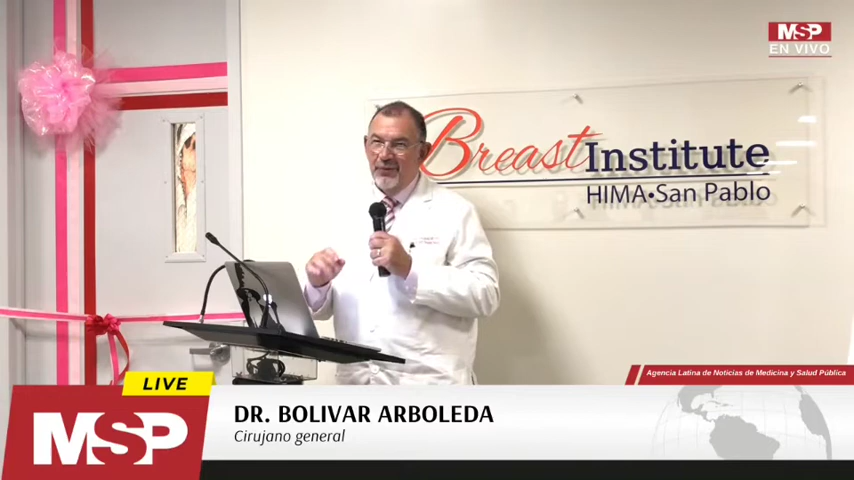 MSP
EN VIVO
Breast Institute
HIMA•San Pablo
Agencia Latina de Noticias de Medicina y Salud Pública
LIVE
MSP
DR. BOLIVAR ARBOLEDA
Cirujano general